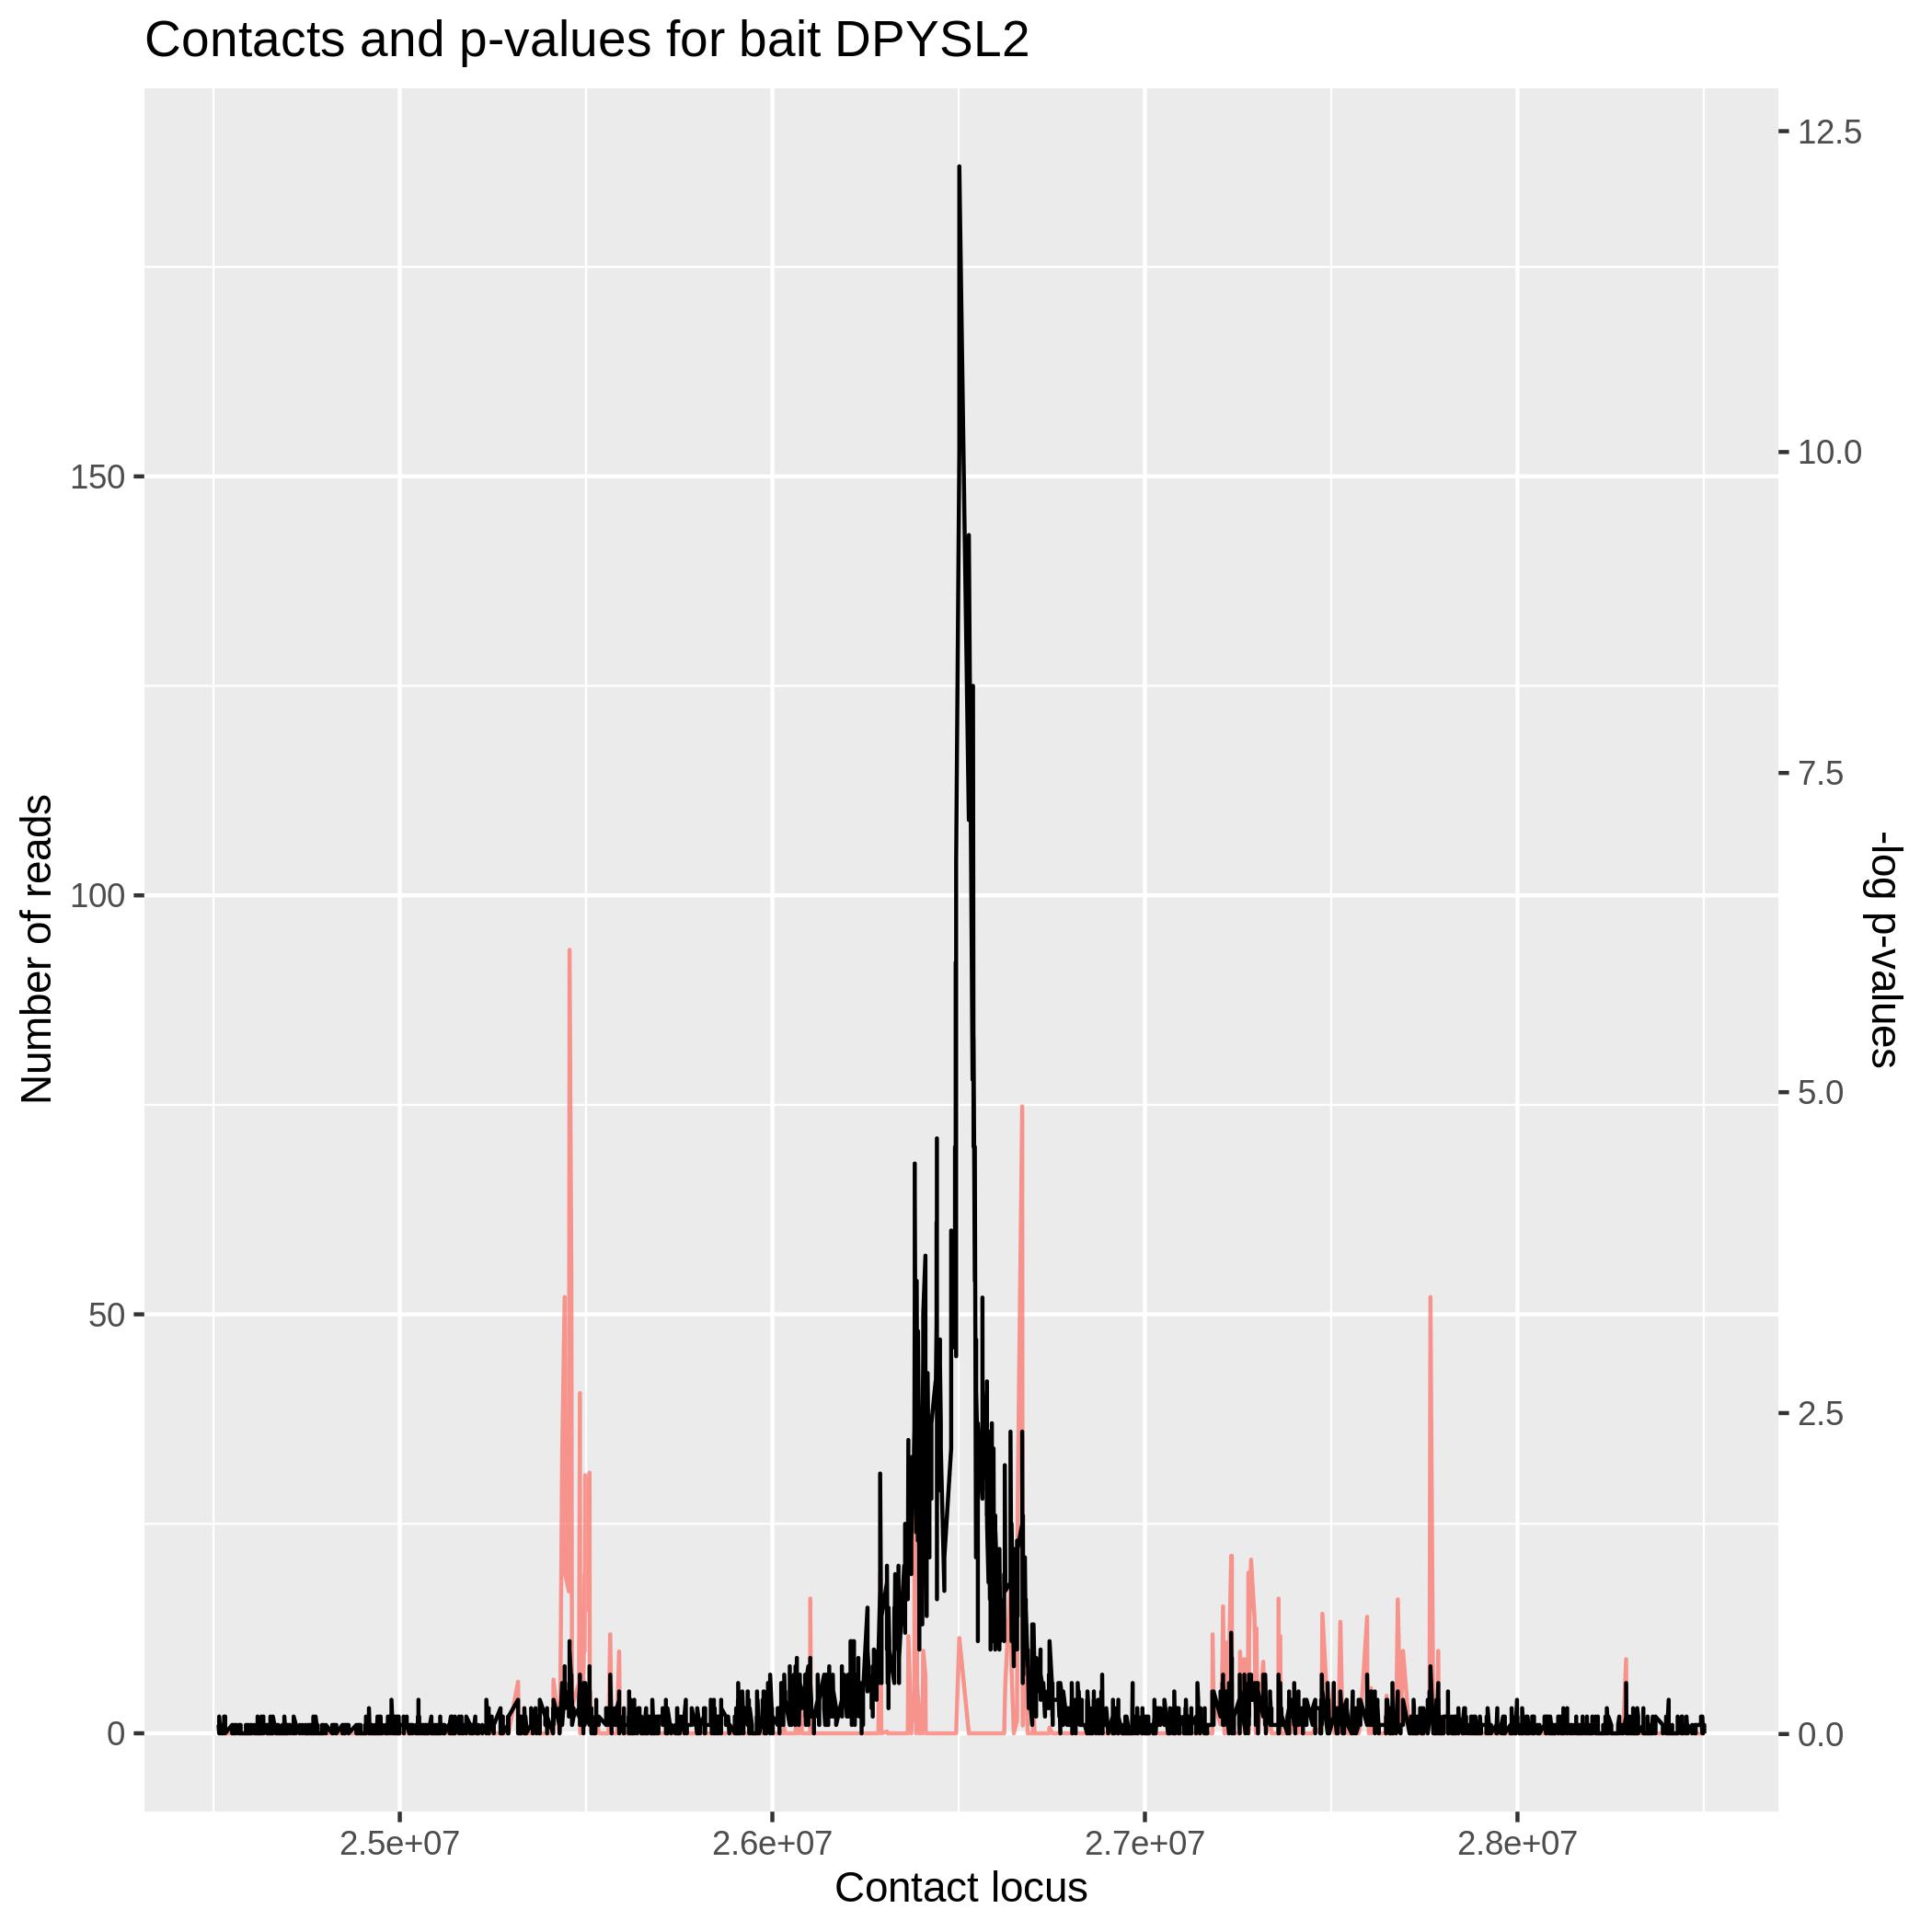 Contacts and p-values for bait DPYSL2
Number of reads
150
100
50
0
12.5
10.0
7.5
5.0
2.5
0.0
-log p-values
2.5e+07
2.6e+07
2.7e+07
2.8e+07
Contact locus